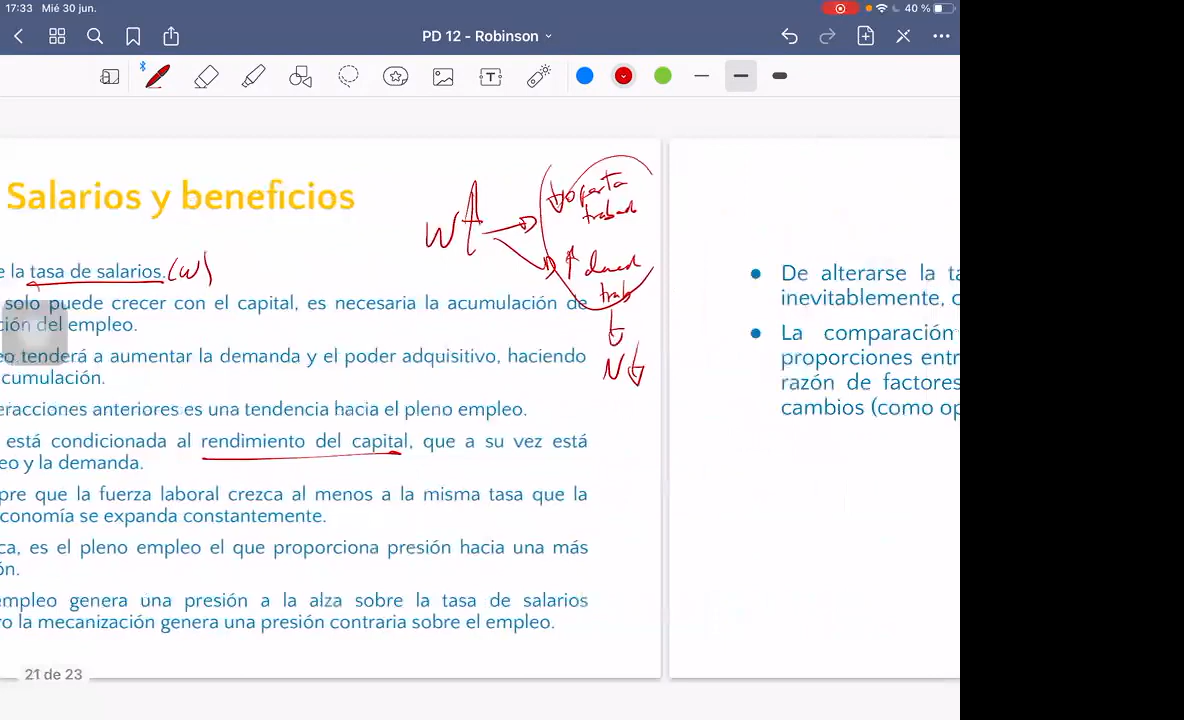 17:33 Mié 30 jun.
40 %
PD 12 - Robinson
T
Salarios y beneficios
e la tasa de salarios. (w)
solo puede crecer con el capital, es necesaria la acumulación de
ción del empleo.
eo tenderá a aumentar la demanda y el poder adquisitivo, haciendo
cumulación.
eracciones anteriores es una tendencia hacia el pleno empleo.
está condicionada al rendimiento del capital, que a su vez está
eo y la demanda.
pre que la fuerza laboral crezca al menos a la misma tasa que la
conomía se expanda constantemente.
ca, es el pleno empleo el que proporciona presión hacia una más
ón.
empleo genera una presión a la alza sobre la tasa de salarios
ro la mecanización genera una presión contraria sobre el empleo.
w↑
↓oferta
trabado
↑ demd
trab
↓
N↓
21 de 23
● De alterarse la ta
inevitablemente, c
● La comparación
proporciones entr
razón de factores
cambios (como op